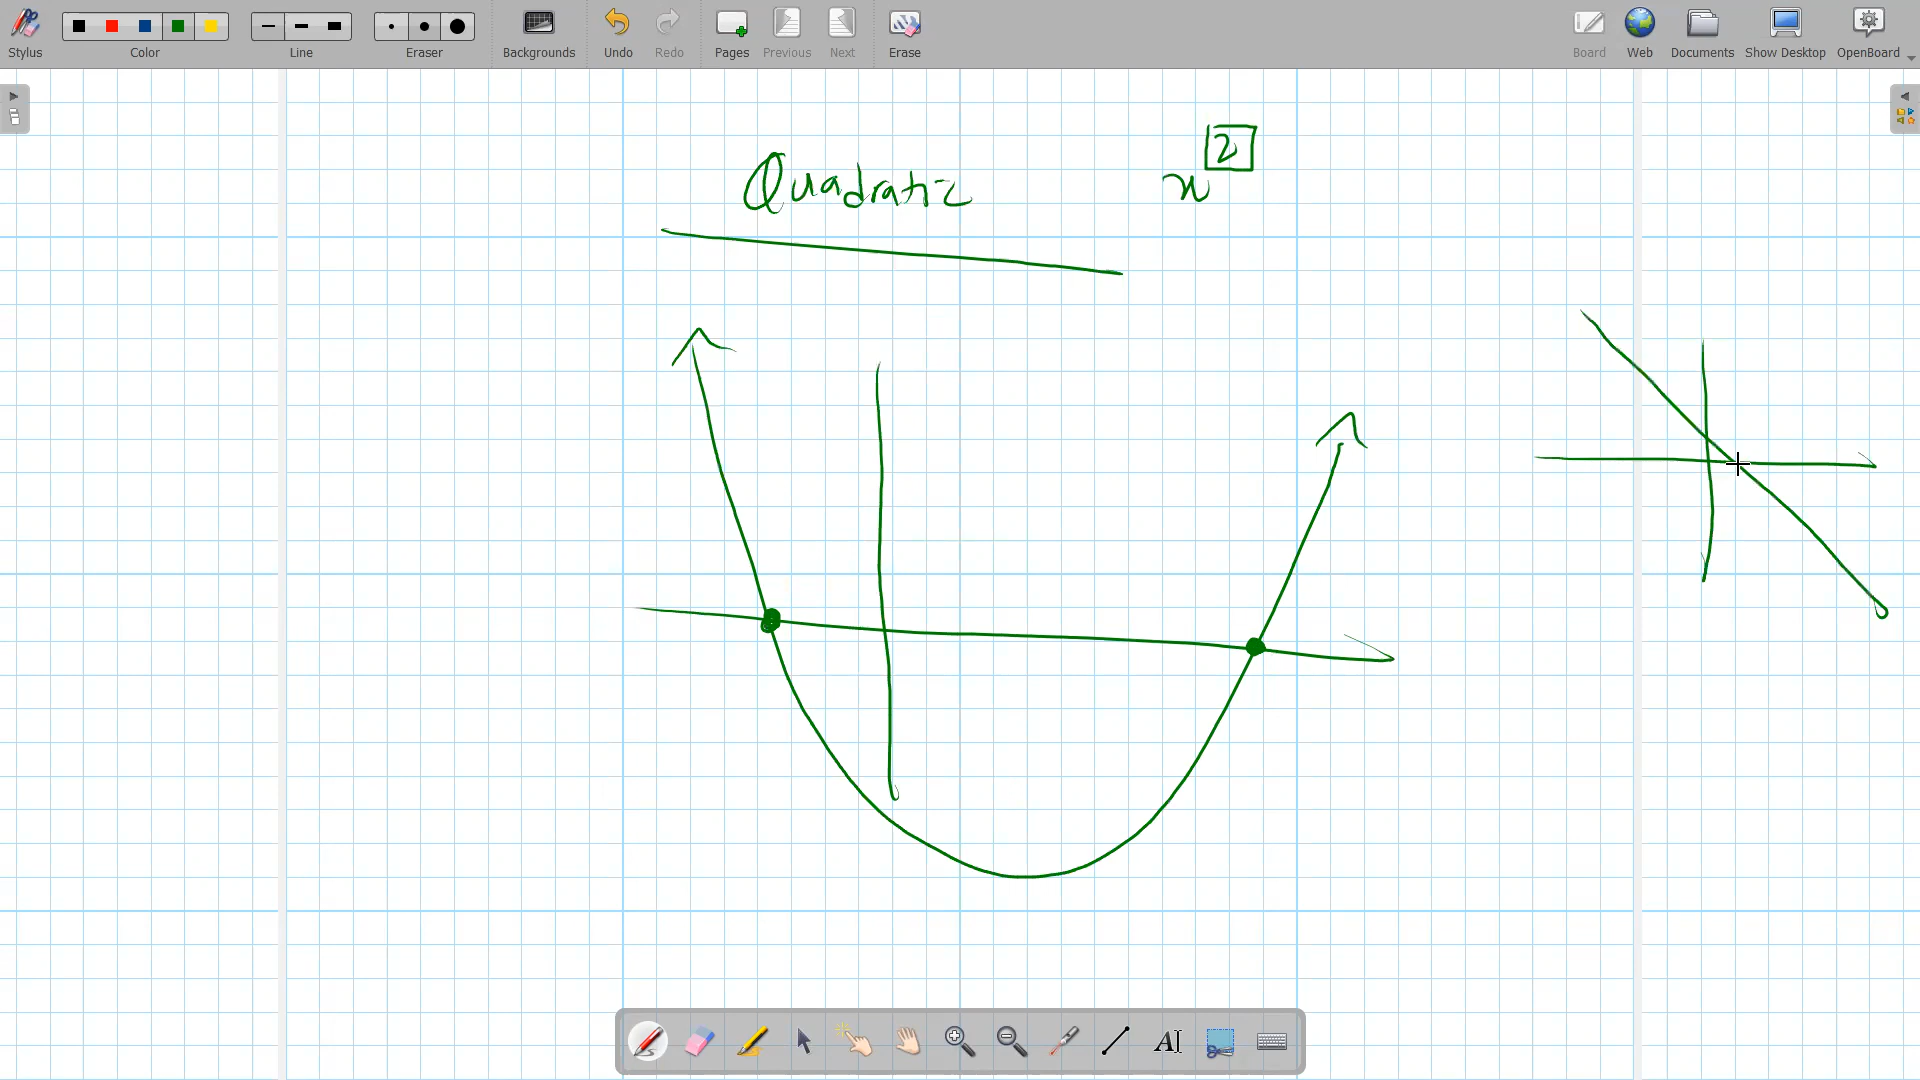 Stylus
Color
Line
Eraser
Backgrounds
Undo
Redo
Pages
Previous
Next
Erase
Board
Web
Documents
Show Desktop
OpenBoard
Quadratic x²
AI